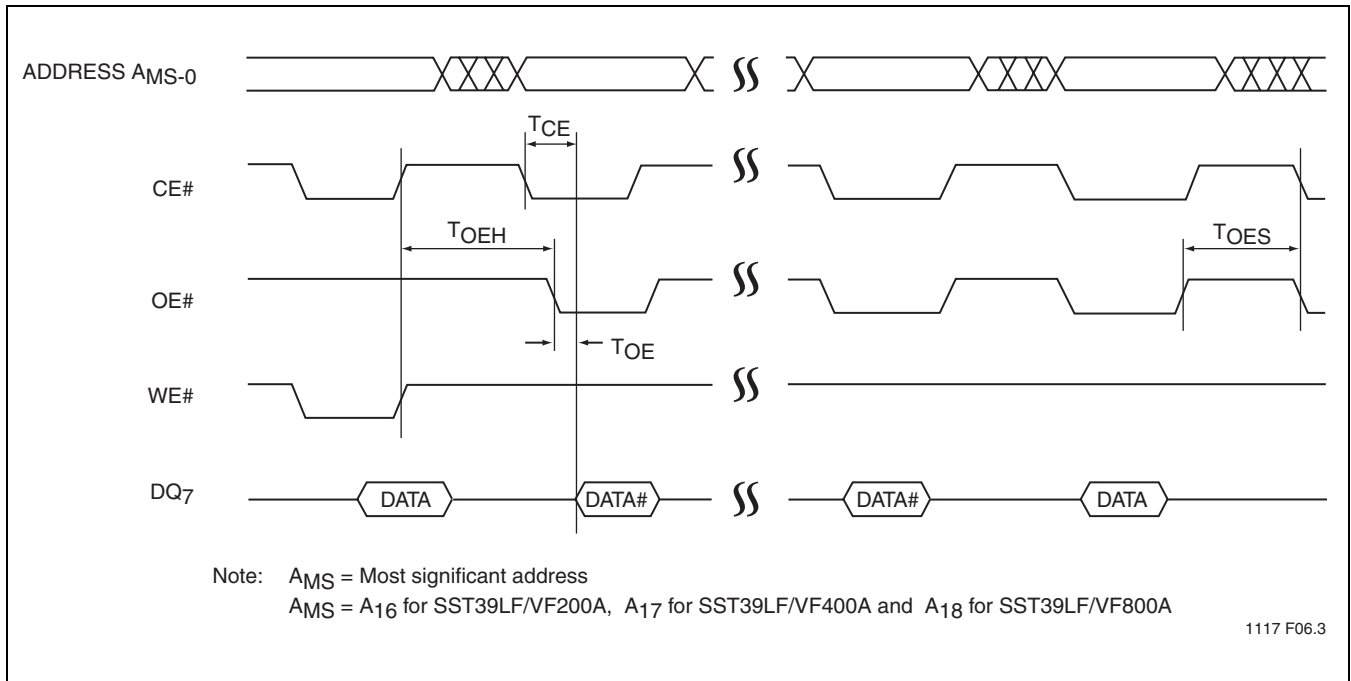 ADDRESS AMS-0
TCE
CE#
TOEH
TOES
OE#
TOE
WE#
DQ7
DATA
DATA#
DATA#
DATA
Note: AMS = Most significant address
AMS = A16 for SST39LF/VF200A, A17 for SST39LF/VF400A and A18 for SST39LF/VF800A
1117 F06.3